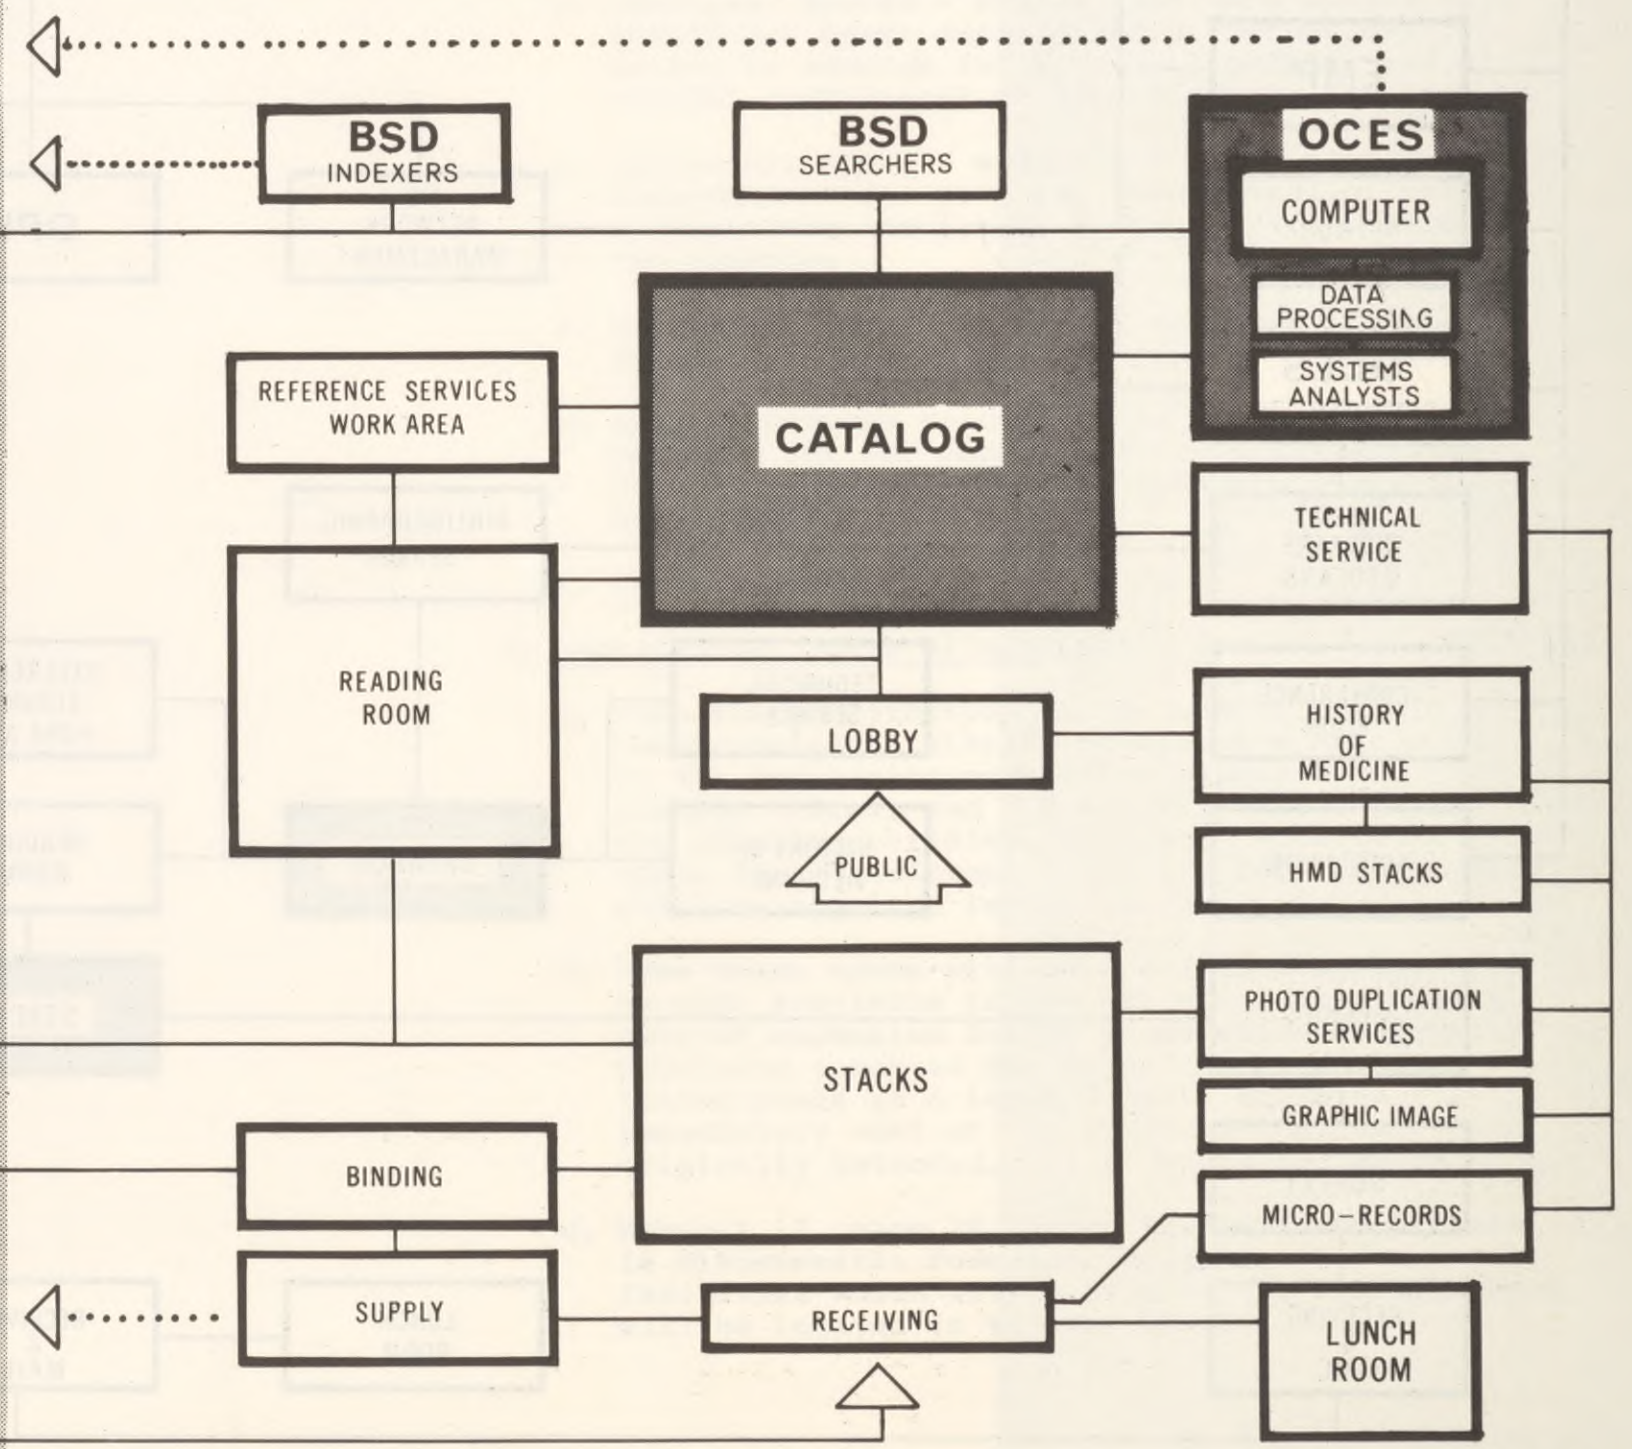 BSD
INDEXERS
BSD
SEARCHERS
OCES
COMPUTER
DATA
PROCESSING
SYSTEMS
ANALYSTS
REFERENCE SERVICES
WORK AREA
CATALOG
TECHNICAL
SERVICE
READING
ROOM
LOBBY
HISTORY
OF
MEDICINE
PUBLIC
HMD STACKS
STACKS
PHOTO DUPLICATION
SERVICES
GRAPHIC IMAGE
BINDING
MICRO-RECORDS
SUPPLY
RECEIVING
LUNCH
ROOM